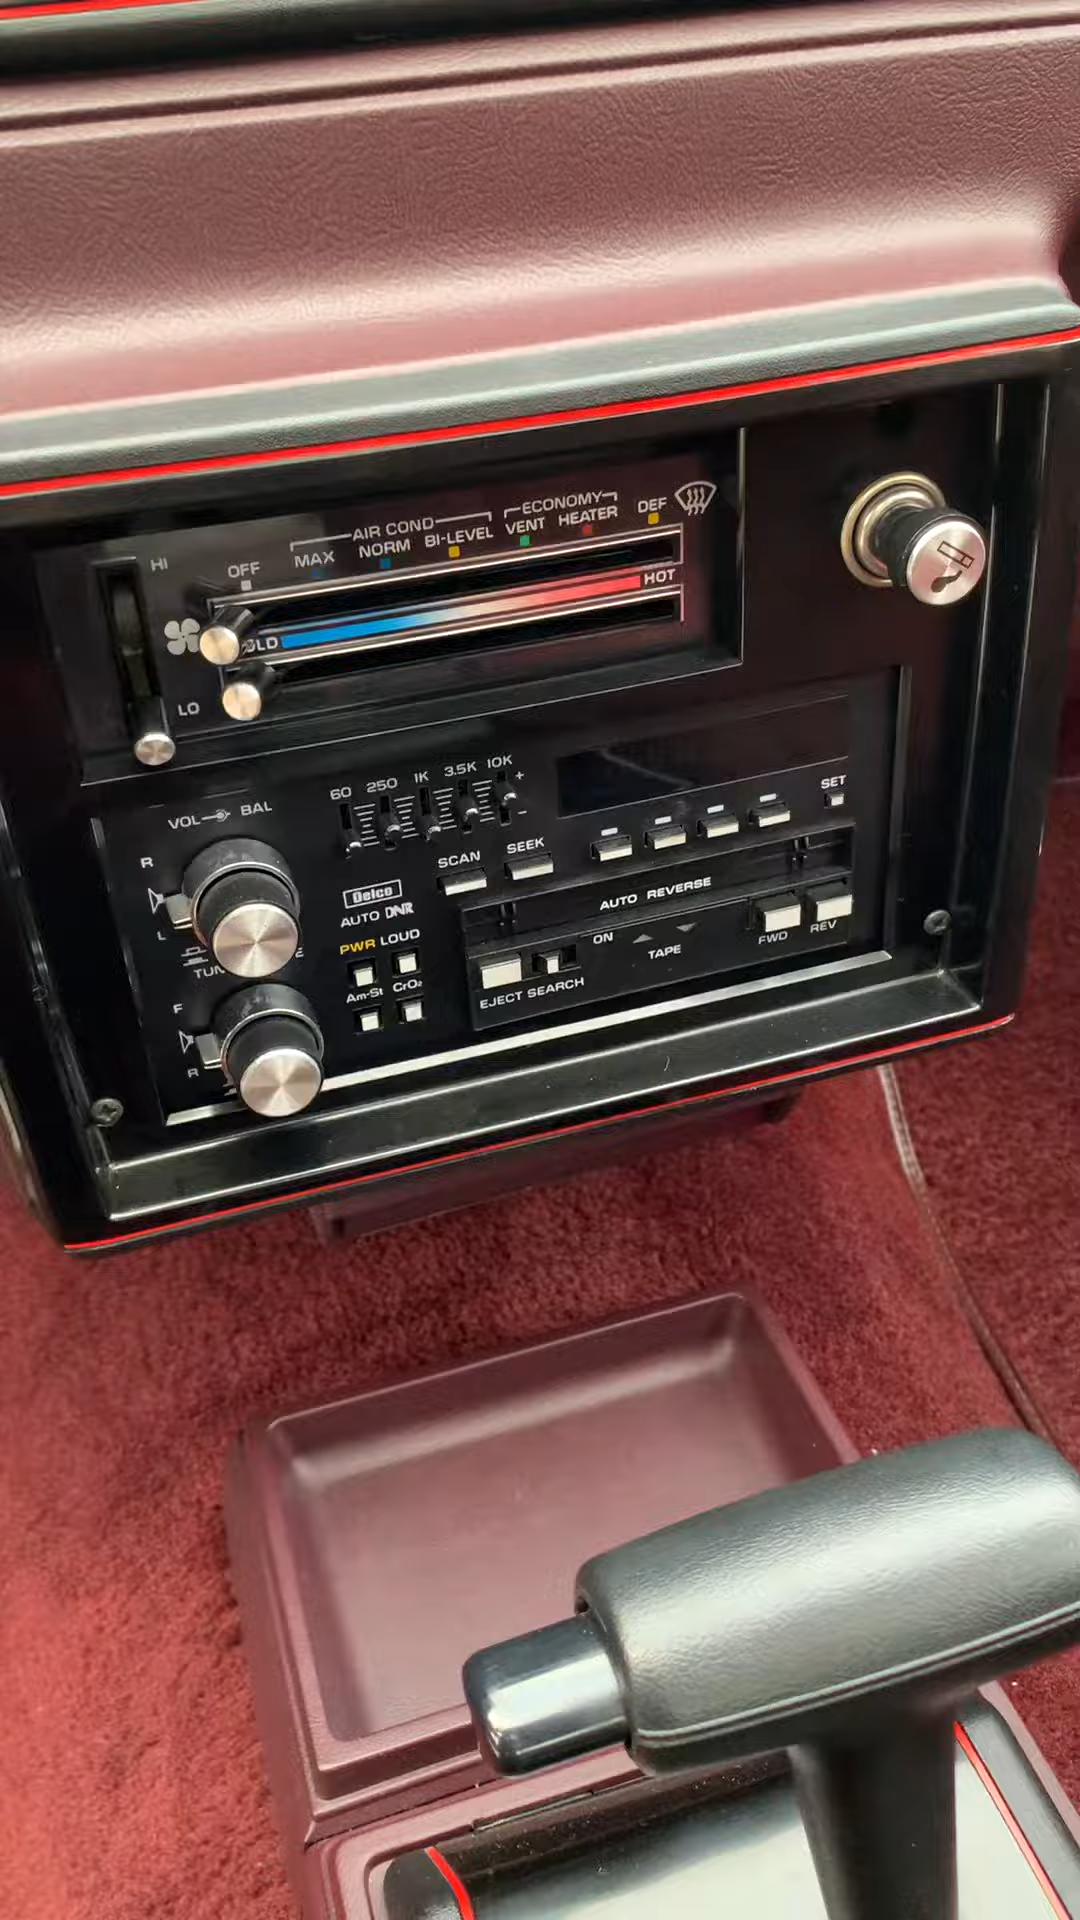 HI
OFF
AIR COND
MAX NORM BI-LEVEL
ECONOMY
VENT HEATER
DEF
HOT
LO
VOL BAL
R
L
F
R
60 250 1K 3.5K 10K
+
-
SCAN SEEK
SET
Delco
AUTO DNR
PWR LOUD
Am-St CrO₂
AUTO REVERSE
ON
TAPE
FWD REV
EJECT SEARCH